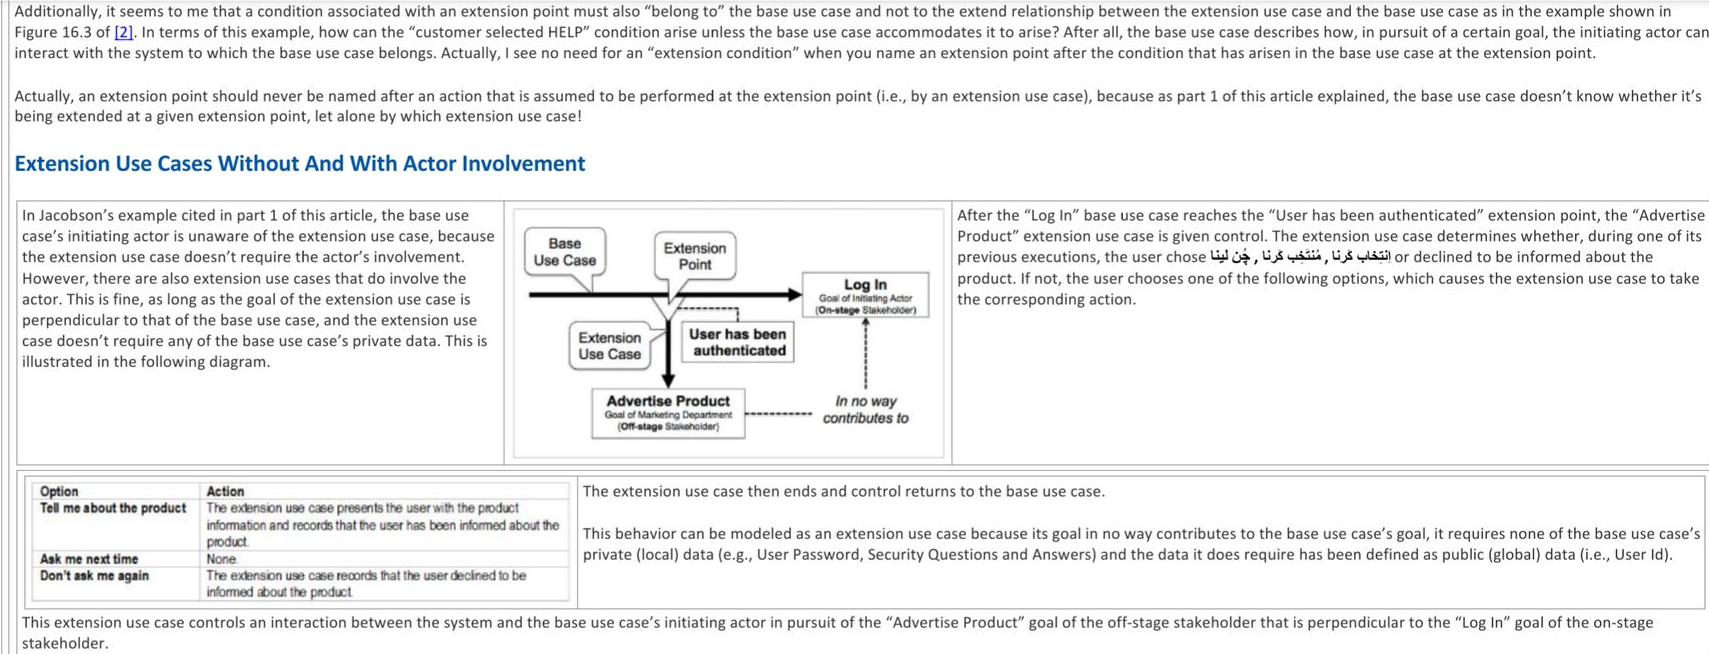 Additionally, it seems to me that a condition associated with an extension point must also “belong to” the base use case and not to the extend relationship between the extension use case and the base use case as in the example shown in
Figure 16.3 of [2]. In terms of this example, how can the “customer selected HELP” condition arise unless the base use case accommodates it to arise? After all, the base use case describes how, in pursuit of a certain goal, the initiating actor can
interact with the system to which the base use case belongs. Actually, I see no need for an “extension condition” when you name an extension point after the condition that has arisen in the base use case at the extension point.
Actually, an extension point should never be named after an action that is assumed to be performed at the extension point (i.e., by an extension use case), because as part 1 of this article explained, the base use case doesn’t know whether it’s
being extended at a given extension point, let alone by which extension use case!
Extension Use Cases Without And With Actor Involvement
In Jacobson’s example cited in part 1 of this article, the base use
case’s initiating actor is unaware of the extension use case, because
the extension use case doesn’t require the actor’s involvement.
However, there are also extension use cases that do involve the
actor. This is fine, as long as the goal of the extension use case is
perpendicular to that of the base use case, and the extension use
case doesn’t require any of the base use case’s private data. This is
illustrated in the following diagram.
Base
Use Case
Extension
Point
Log In
Goal of Initiating Actor
(On-stage Stakeholder)
Extension
Use Case
User has been
authenticated
Advertise Product
Goal of Marketing Department
(Off-stage Stakeholder)
In no way
contributes to
After the “Log In” base use case reaches the “User has been authenticated” extension point, the “Advertise
Product” extension use case is given control. The extension use case determines whether, during one of its
previous executions, the user chose اِنتِخاب کَرنا , مُنتَخِب کَرنا , چُن لینا or declined to be informed about the
product. If not, the user chooses one of the following options, which causes the extension use case to take
the corresponding action.
Option Action
Tell me about the product The extension use case presents the user with the product
information and records that the user has been informed about the
product.
Ask me next time None.
Don't ask me again The extension use case records that the user declined to be
informed about the product.
The extension use case then ends and control returns to the base use case.
This behavior can be modeled as an extension use case because its goal in no way contributes to the base use case’s goal, it requires none of the base use case’s
private (local) data (e.g., User Password, Security Questions and Answers) and the data it does require has been defined as public (global) data (i.e., User Id).
This extension use case controls an interaction between the system and the base use case’s initiating actor in pursuit of the “Advertise Product” goal of the off-stage stakeholder that is perpendicular to the “Log In” goal of the on-stage
stakeholder.